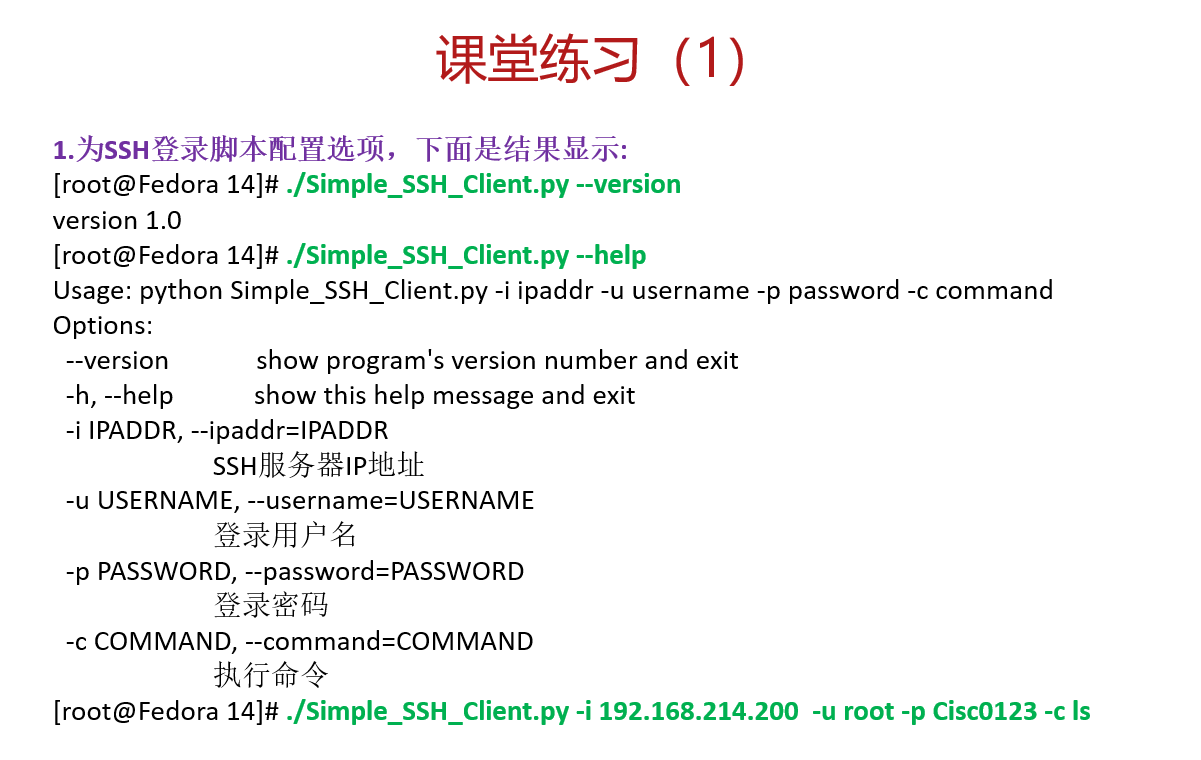 课堂练习（1）
1.为SSH登录脚本配置选项，下面是结果显示:
[root@Fedora 14]# ./Simple_SSH_Client.py --version
version 1.0
[root@Fedora 14]# ./Simple_SSH_Client.py --help
Usage: python Simple_SSH_Client.py -i ipaddr -u username -p password -c command
Options:
--version show program's version number and exit
-h, --help show this help message and exit
-i IPADDR, --ipaddr=IPADDR
SSH服务器IP地址
-u USERNAME, --username=USERNAME
登录用户名
-p PASSWORD, --password=PASSWORD
登录密码
-c COMMAND, --command=COMMAND
执行命令
[root@Fedora 14]# ./Simple_SSH_Client.py -i 192.168.214.200 -u root -p Cisc0123 -c ls